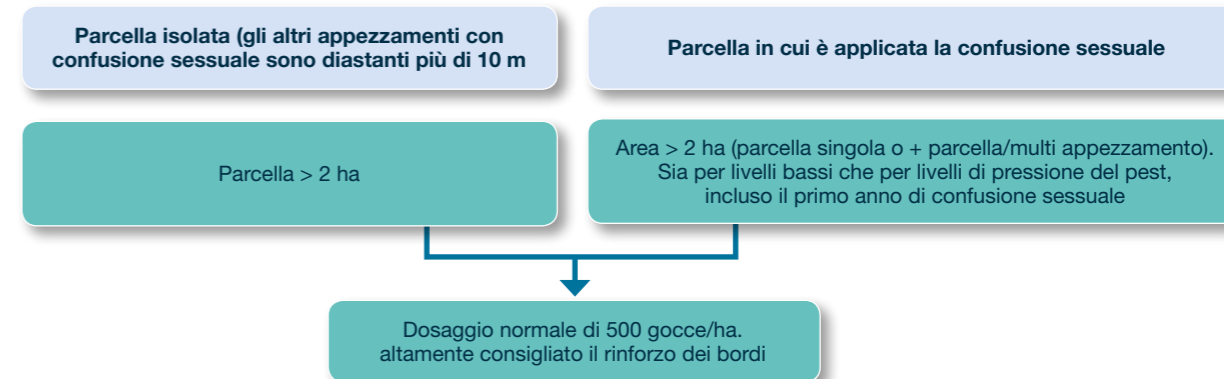 Parcella isolata (gli altri appezzamenti con
confusione sessuale sono diastanti più di 10 m
Parcella in cui è applicata la confusione sessuale
Parcella > 2 ha
Area > 2 ha (parcella singola o + parcella/multi appezzamento).
Sia per livelli bassi che per livelli di pressione del pest,
incluso il primo anno di confusione sessuale
Dosaggio normale di 500 gocce/ha.
altamente consigliato il rinforzo dei bordi